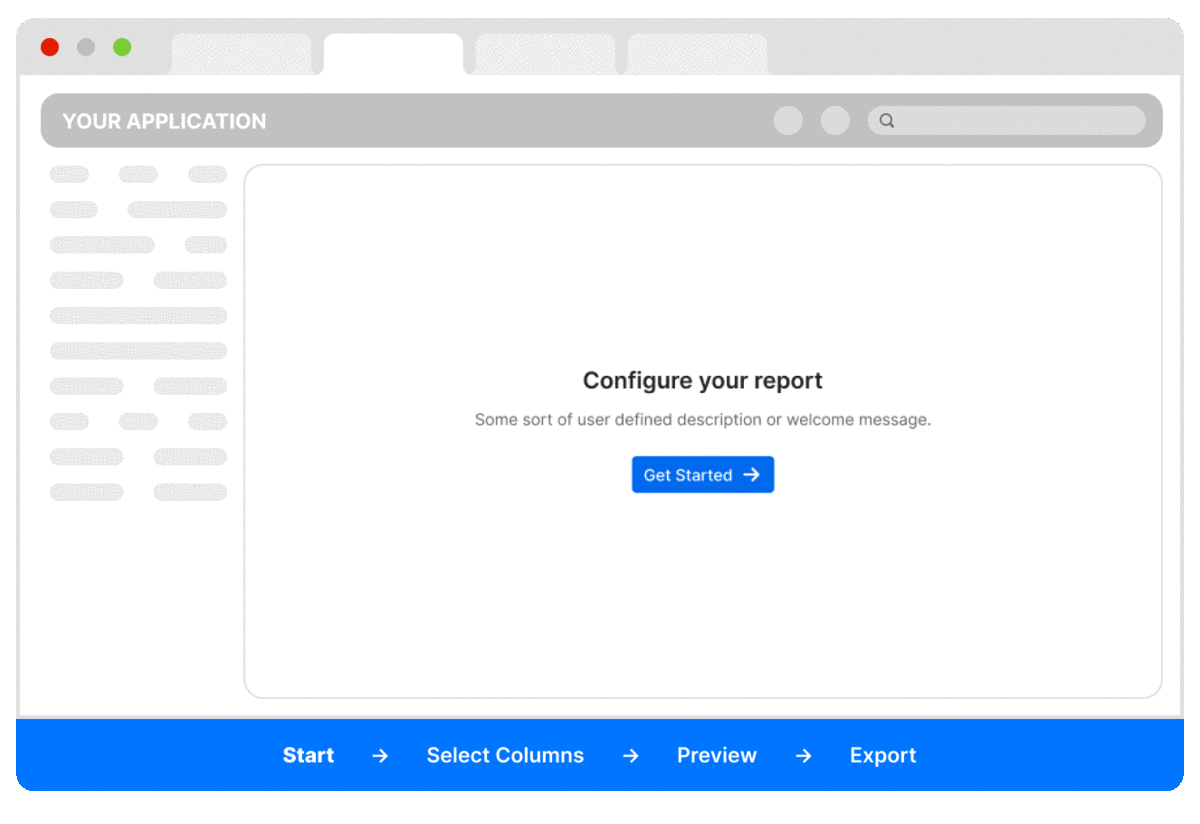 YOUR APPLICATION
Configure your report
Some sort of user defined description or welcome message.
Get Started →
Start → Select Columns → Preview → Export